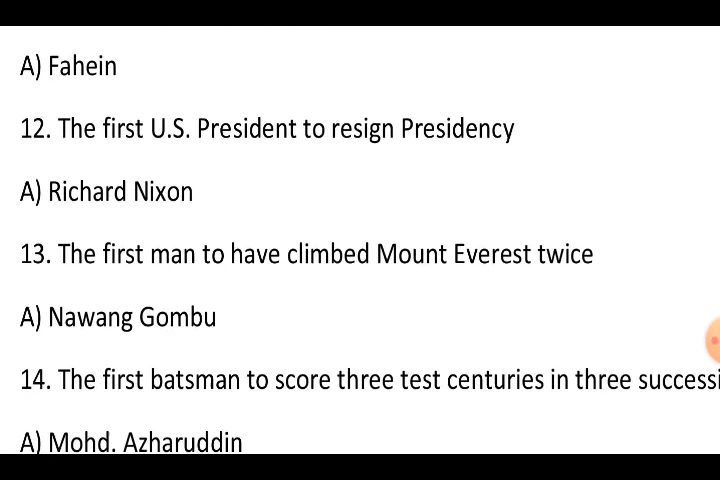 A) Fahein
12. The first U.S. President to resign Presidency
A) Richard Nixon
13. The first man to have climbed Mount Everest twice
A) Nawang Gombu
14. The first batsman to score three test centuries in three successi
A) Mohd. Azharuddin